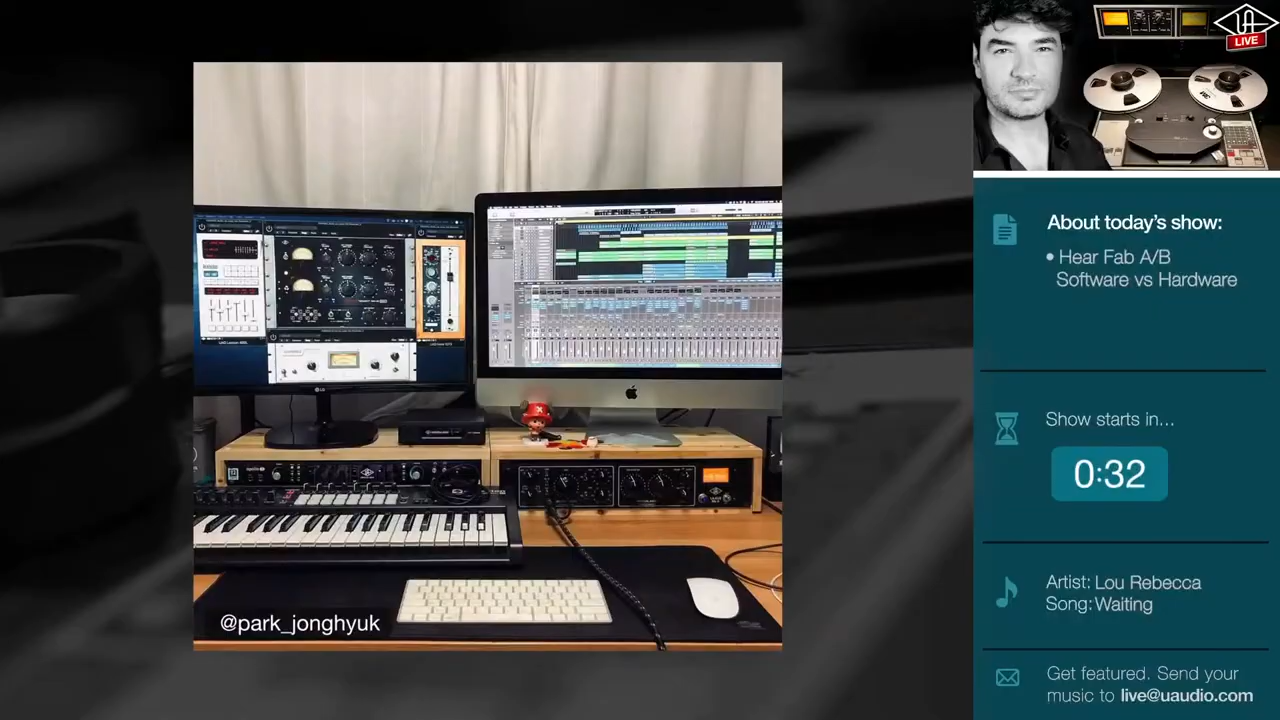 LIVE
About today's show:
• Hear Fab A/B
Software vs Hardware
Show starts in...
0:32
Artist: Lou Rebecca
Song: Waiting
Get featured. Send your
music to live@uaudio.com
@park_jonghyuk
LG